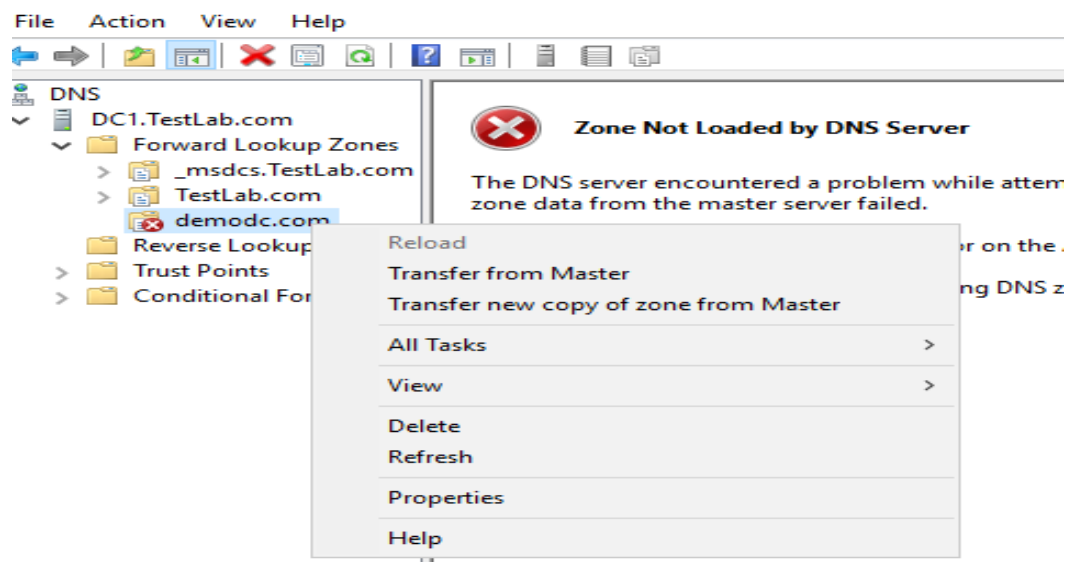 File Action View Help
DNS
DC1.TestLab.com
Forward Lookup Zones
_msdcs.TestLab.com
TestLab.com
demodc.com
Reverse Lookup
Trust Points
Conditional For
Zone Not Loaded by DNS Server
The DNS server encountered a problem while attem
zone data from the master server failed.
r on the
ng DNS z
Reload
Transfer from Master
Transfer new copy of zone from Master
All Tasks
View
Delete
Refresh
Properties
Help